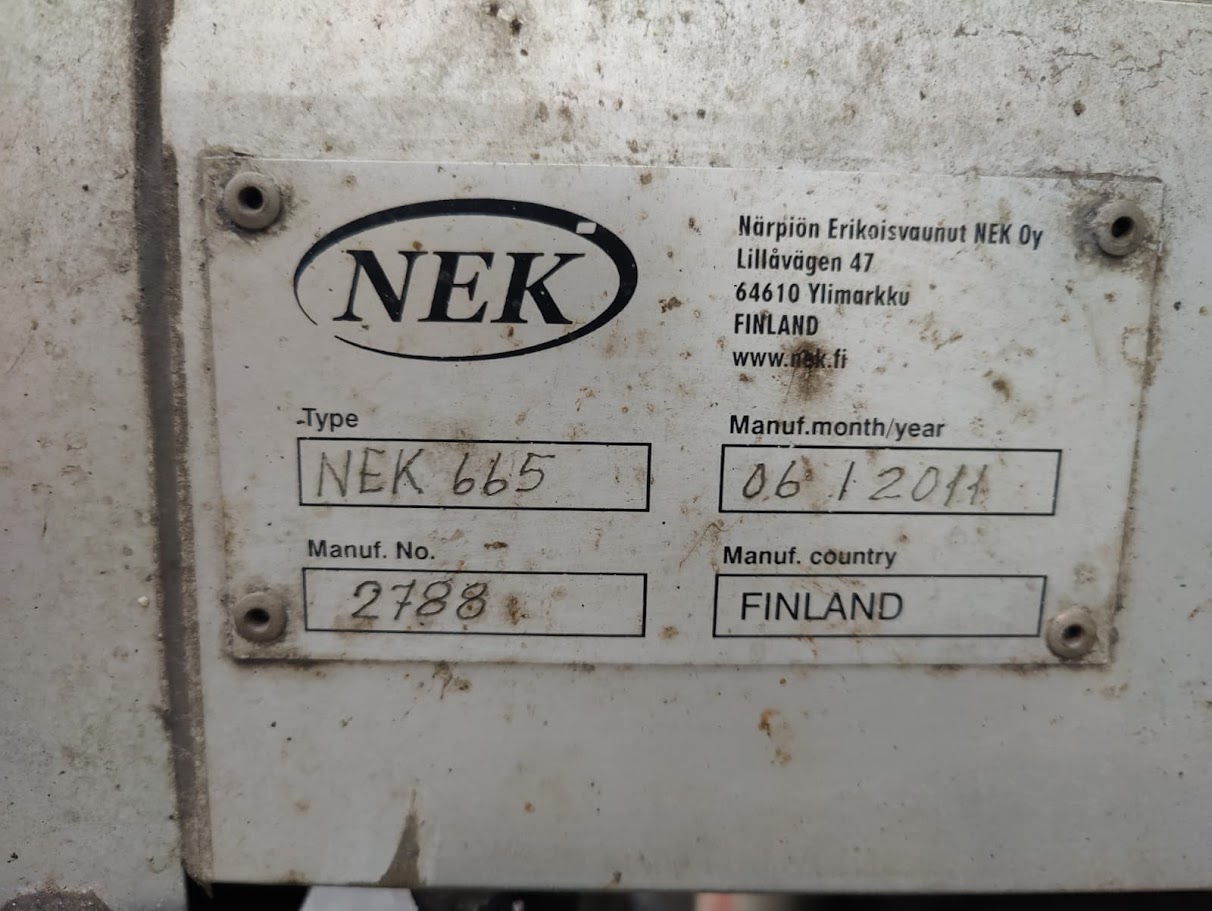 NEK
Närpiön Erikoisvaunut NEK Oy
Lillåvägen 47
64610 Ylimarkku
FINLAND
www.nek.fi
Type
NEK 665
Manuf.month/year
06 / 2011
Manuf. No.
2788
Manuf. country
FINLAND